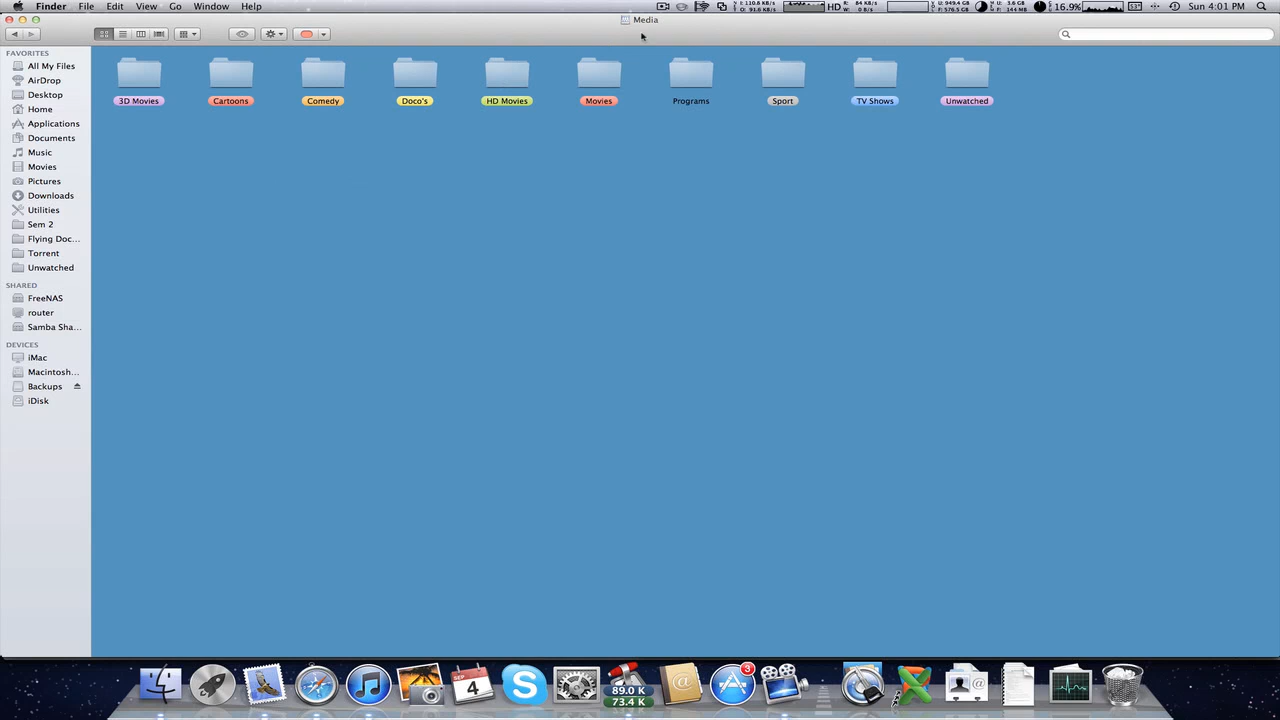 Finder File Edit View Go Window Help
HD
16.9% Sun 4:01 PM
Media
FAVORITES
All My Files
AirDrop
Desktop
Home
Applications
Documents
Music
Movies
Pictures
Downloads
Utilities
Sem 2
Flying Doc...
Torrent
Unwatched
SHARED
FreeNAS
router
Samba Sha...
DEVICES
iMac
Macintosh...
Backups
iDisk
3D Movies Cartoons Comedy Doco's HD Movies Movies Programs Sport TV Shows Unwatched
SEP
4
S
3
@
89.0 K
73.4 K